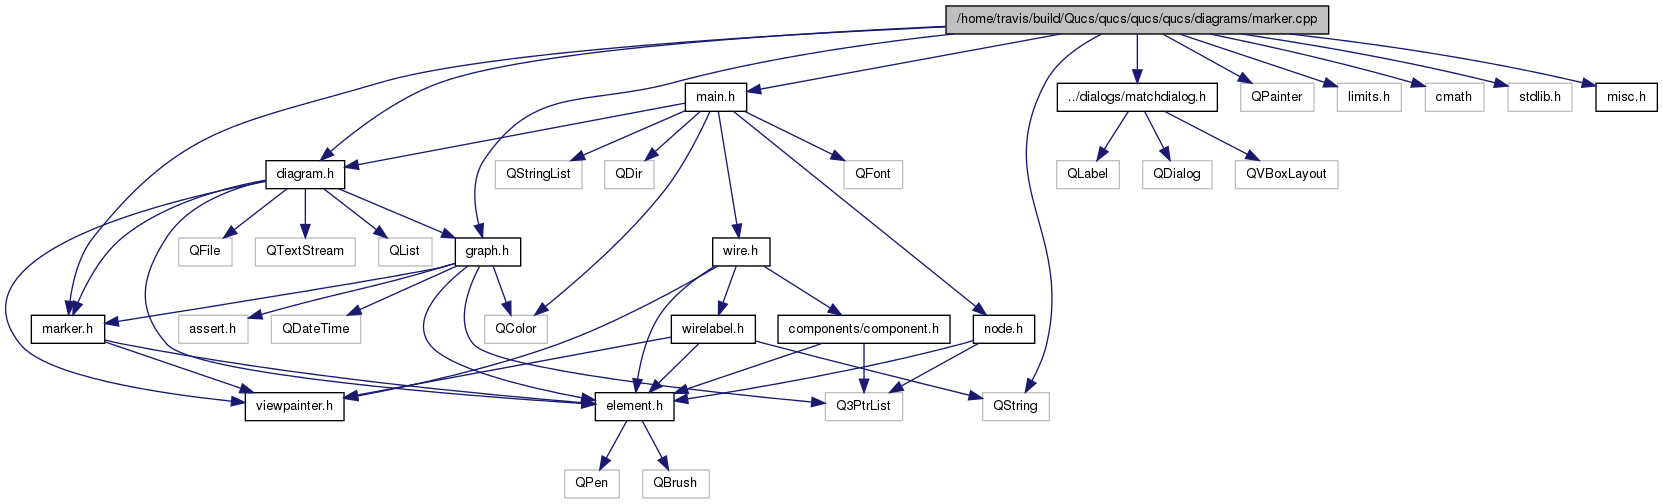 /home/travis/build/Qucs/qucs/qucs/qucs/diagrams/marker.cpp
main.h
../dialogs/matchdialog.h
QPainter
limits.h
cmath
stdlib.h
misc.h
diagram.h
QStringList
QDir
QFont
QLabel
QDialog
QVBoxLayout
QFile
QTextStream
QList
graph.h
wire.h
marker.h
assert.h
QDateTime
QColor
wirelabel.h
components/component.h
node.h
viewpainter.h
element.h
Q3PtrList
QString
QPen
QBrush